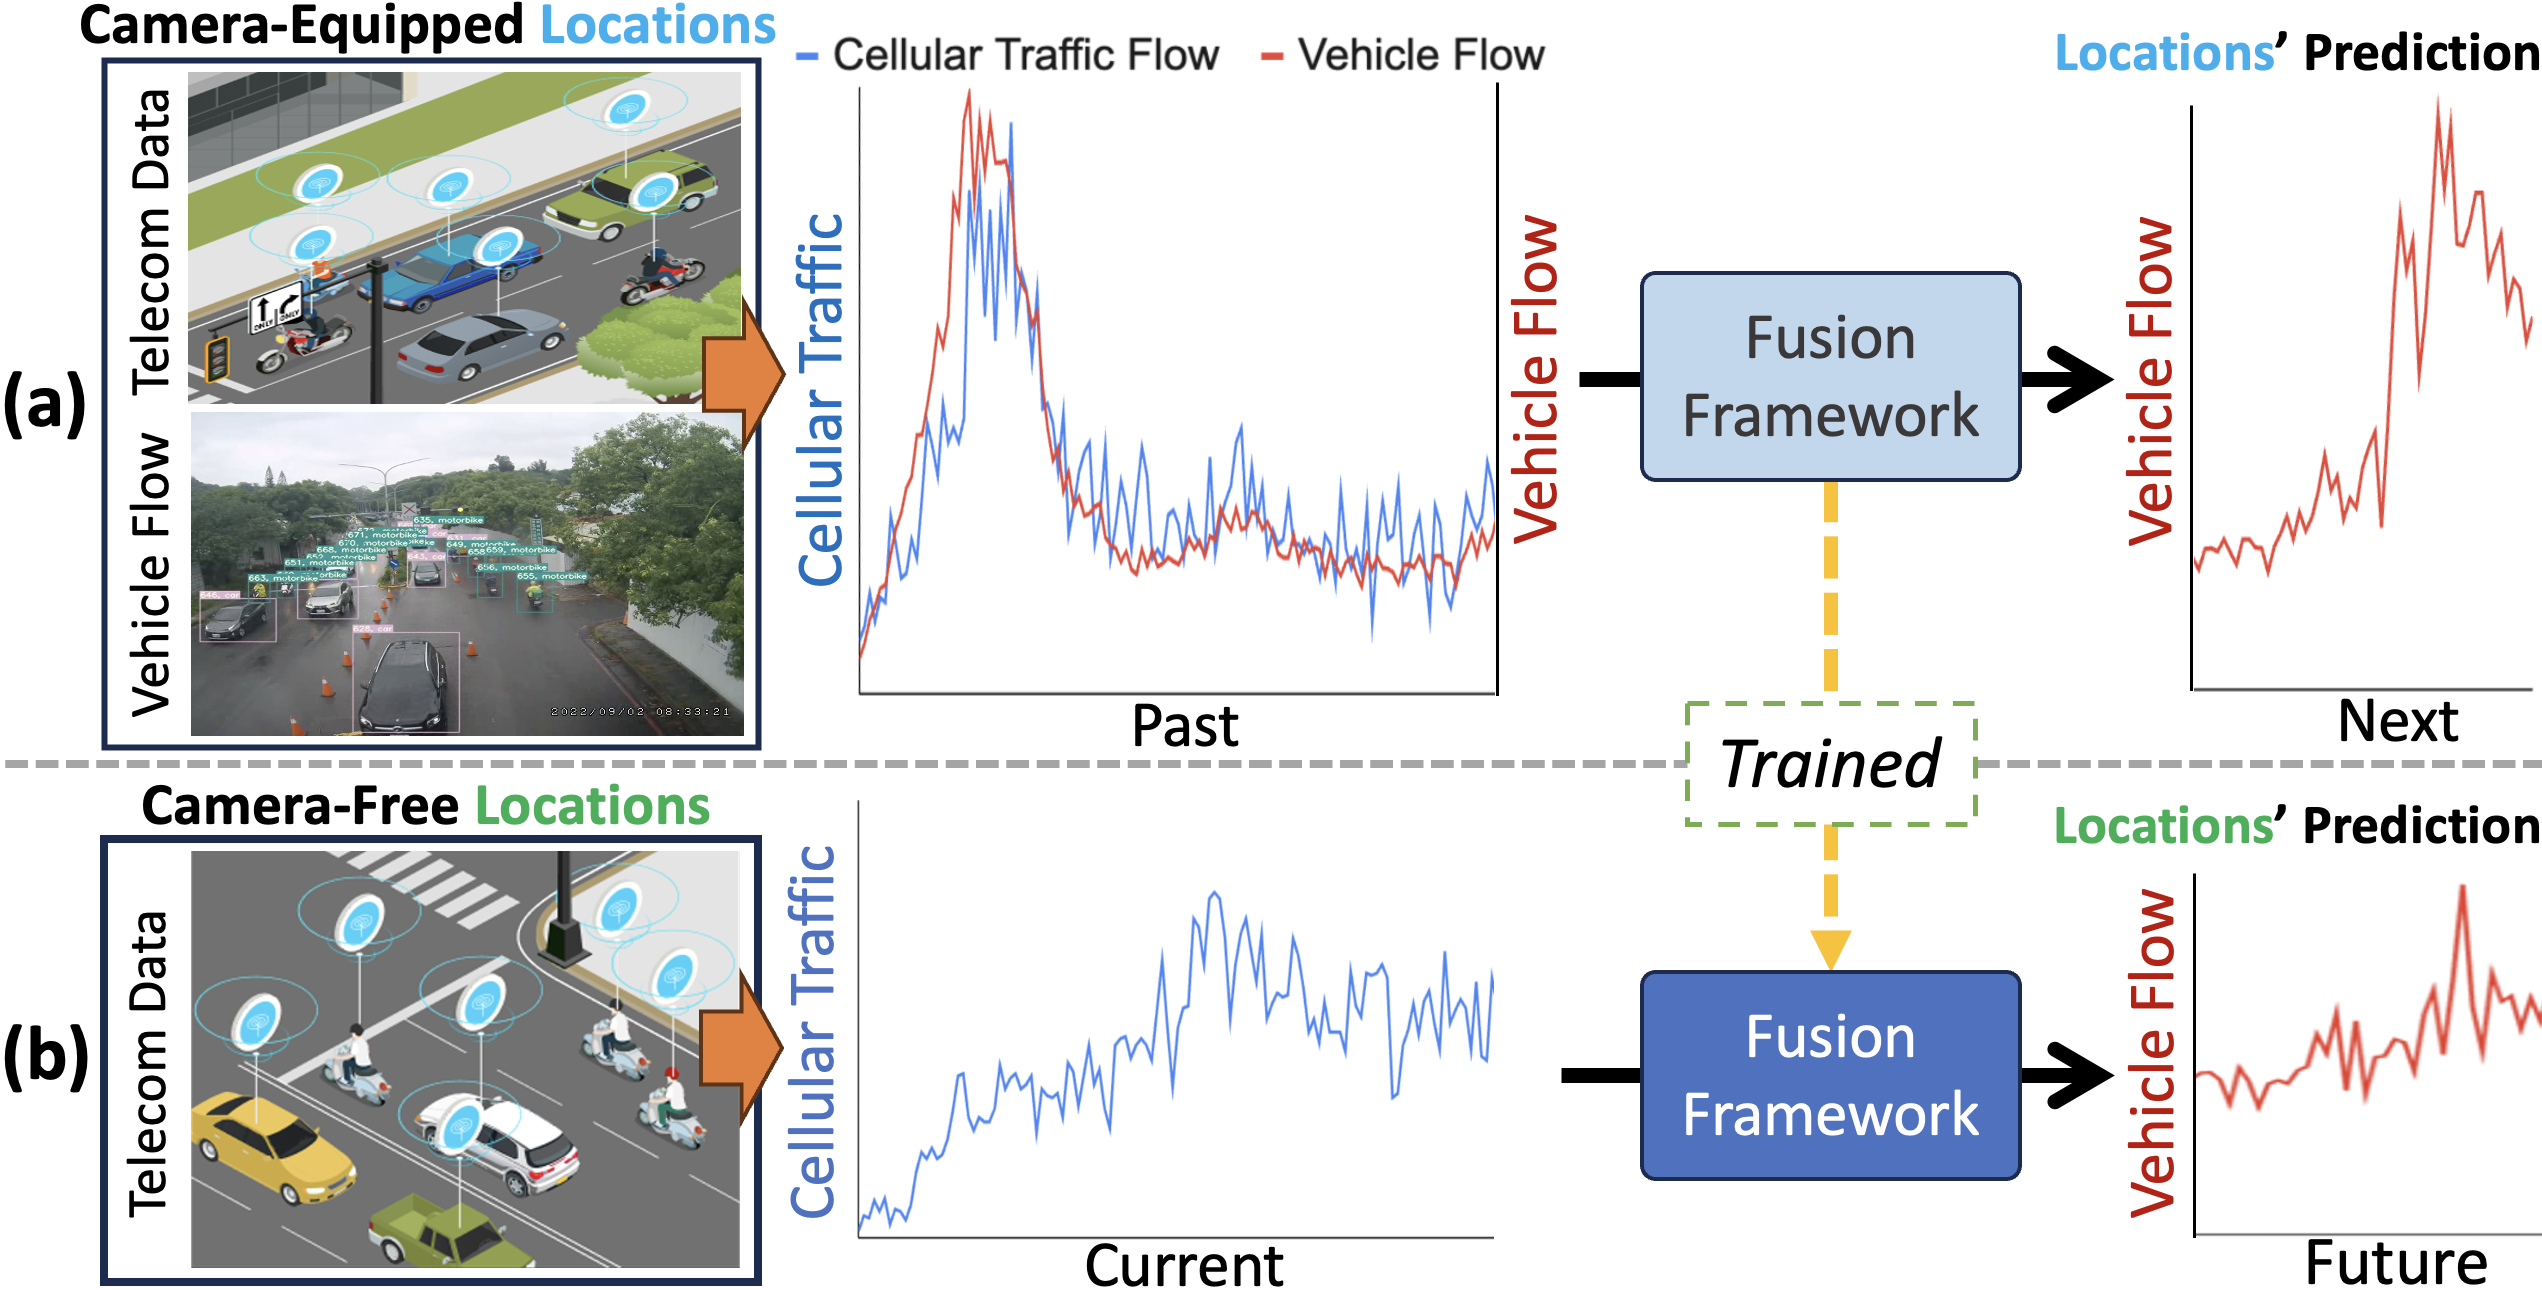 Camera-Equipped Locations
Cellular Traffic Flow
Vehicle Flow
Locations' Prediction
(a)
Telecom Data
Vehicle Flow
ONLY
ONLY
635, motorbike
671, motorbike
670, motorbike
668, motorbike
652, motorbike
651, motorbike
663, motorbike
649, motorbike
659, motorbike
658
656, motorbike
655, motorbike
643, car
646, car
628, car
2022/09/02 08:33:21
Cellular Traffic
Past
Vehicle Flow
Fusion
Framework
Vehicle Flow
Next
Trained
Camera-Free Locations
Locations' Prediction
(b)
Telecom Data
Cellular Traffic
Current
Fusion
Framework
Vehicle Flow
Future